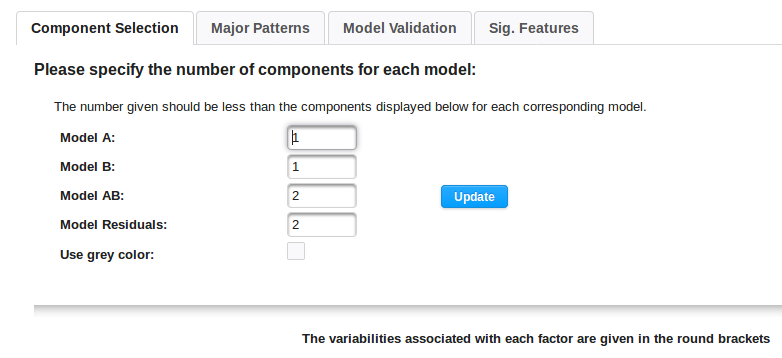 Component Selection Major Patterns Model Validation Sig. Features
Please specify the number of components for each model:
The number given should be less than the components displayed below for each corresponding model.
Model A: 1
Model B: 1
Model AB: 2 Update
Model Residuals: 2
Use grey color:
The variabilities associated with each factor are given in the round brackets